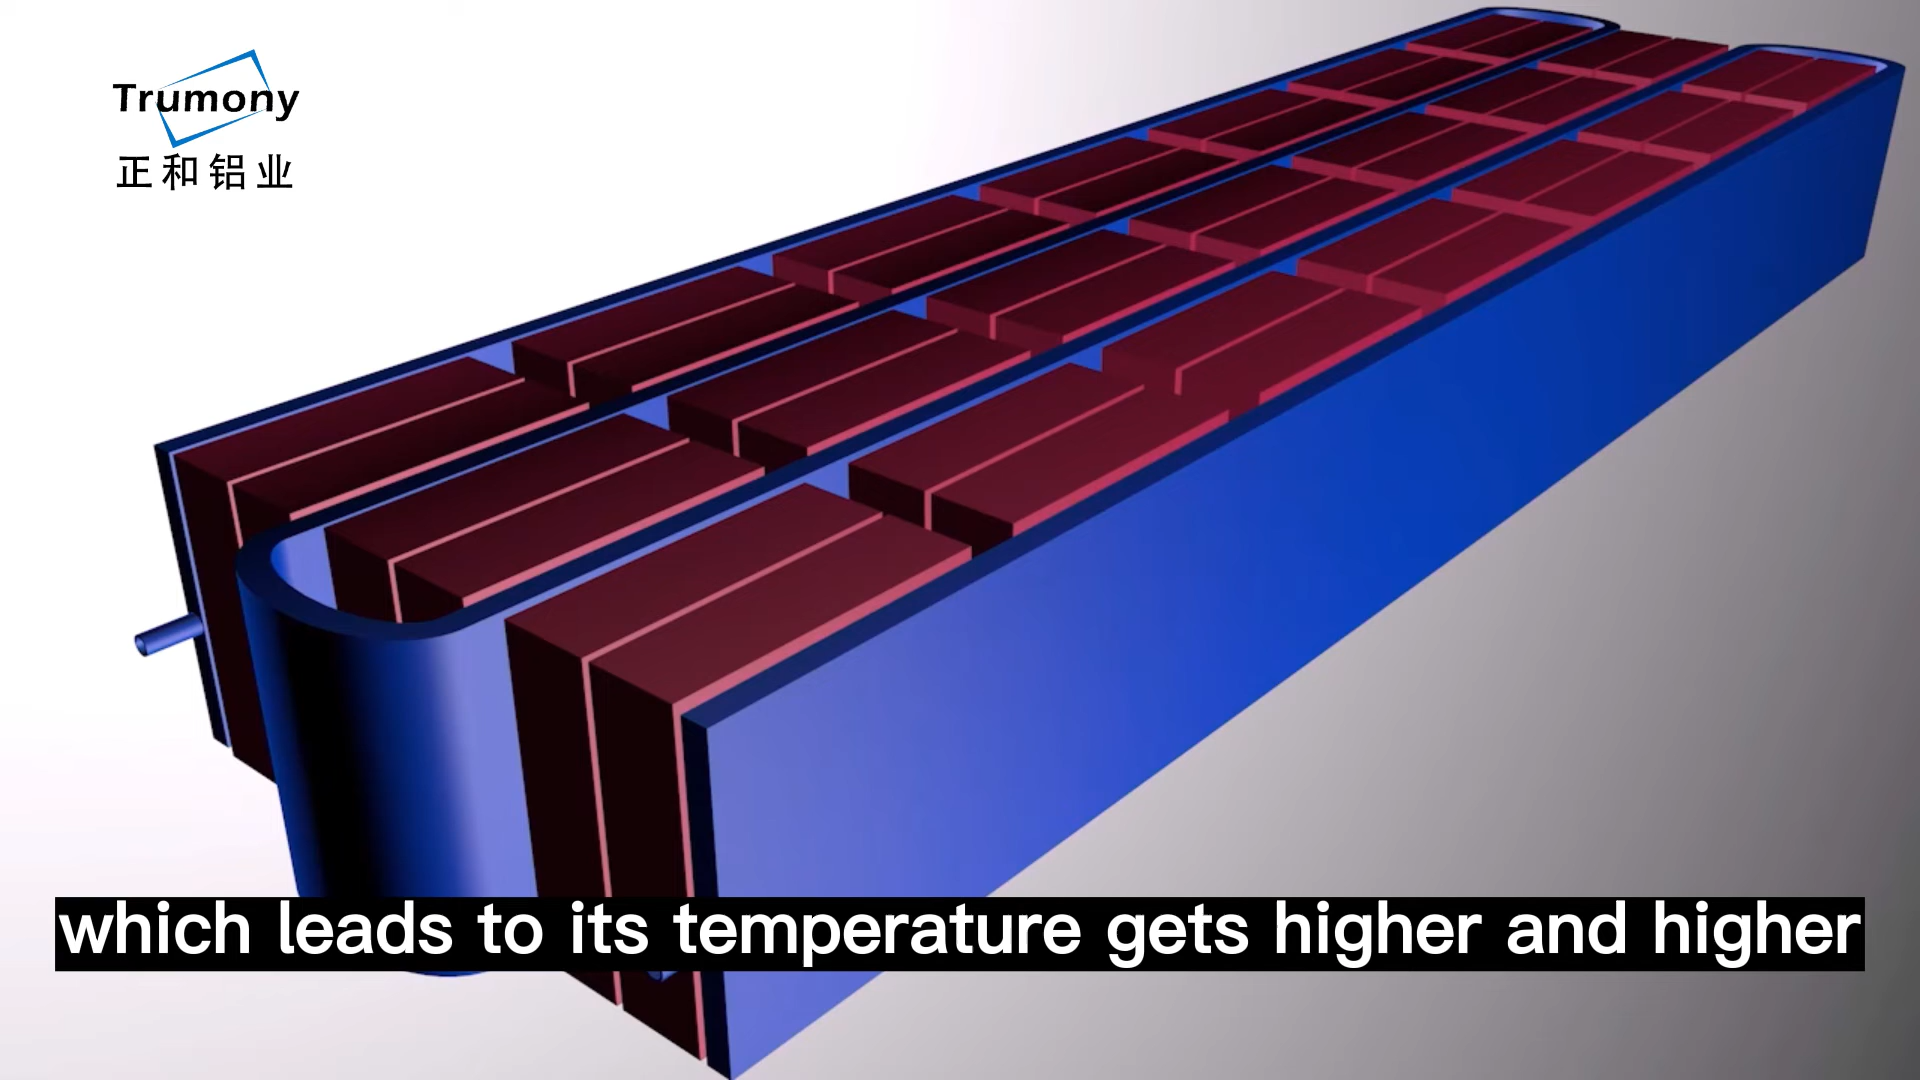 Trumony
正和铝业
which leads to its temperature gets higher and higher